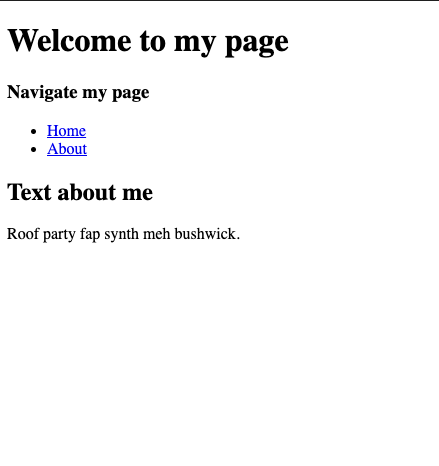 Welcome to my page
Navigate my page
Home
About
Text about me
Roof party fap synth meh bushwick.